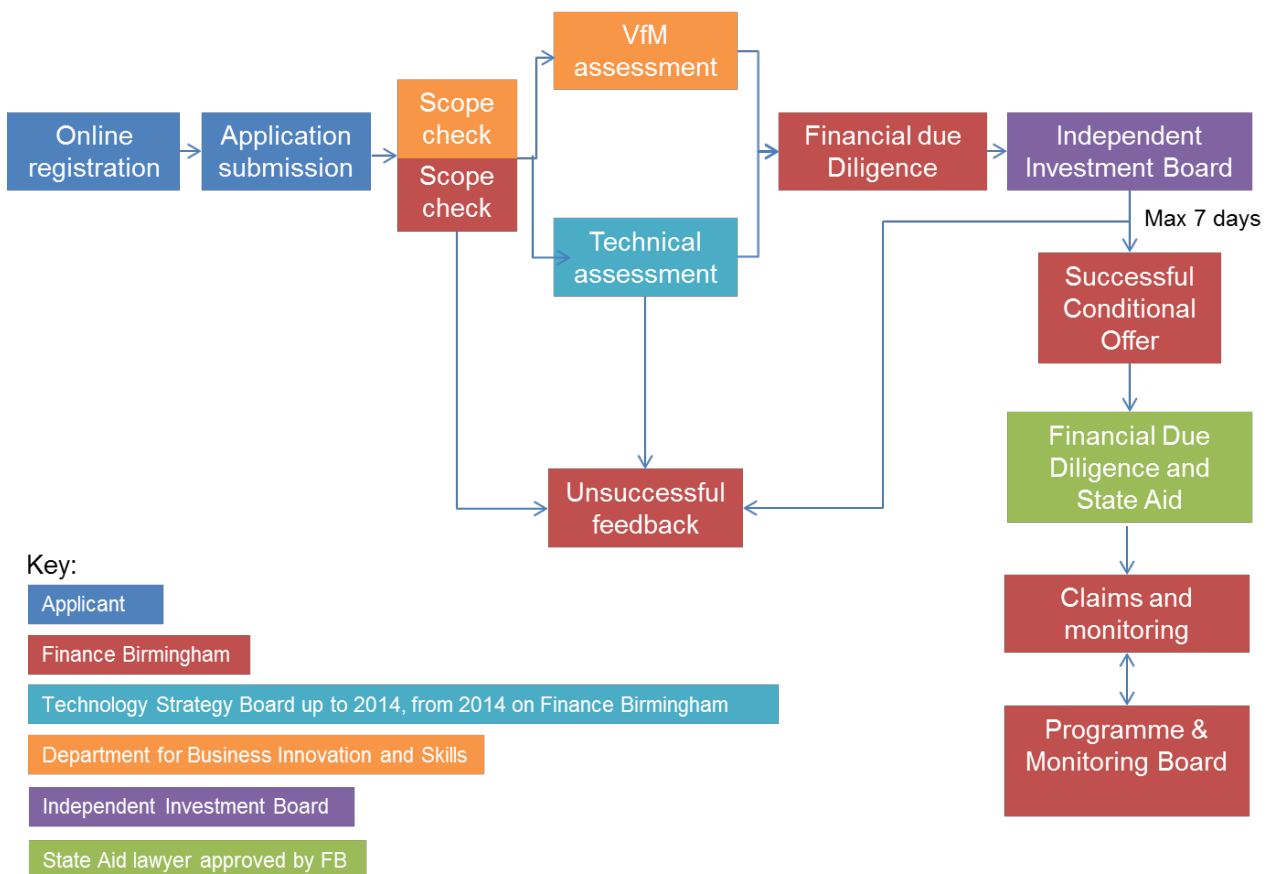 VfM
assessment
Online
registration
Application
submission
Scope
check
Scope
check
Technical
assessment
Financial due
Diligence
Independent
Investment Board
Max 7 days
Successful
Conditional
Offer
Unsuccessful
feedback
Financial Due
Diligence and
State Aid
Claims and
monitoring
Programme &
Monitoring Board
Key:
Applicant
Finance Birmingham
Technology Strategy Board up to 2014, from 2014 on Finance Birmingham
Department for Business Innovation and Skills
Independent Investment Board
State Aid lawyer approved by FB